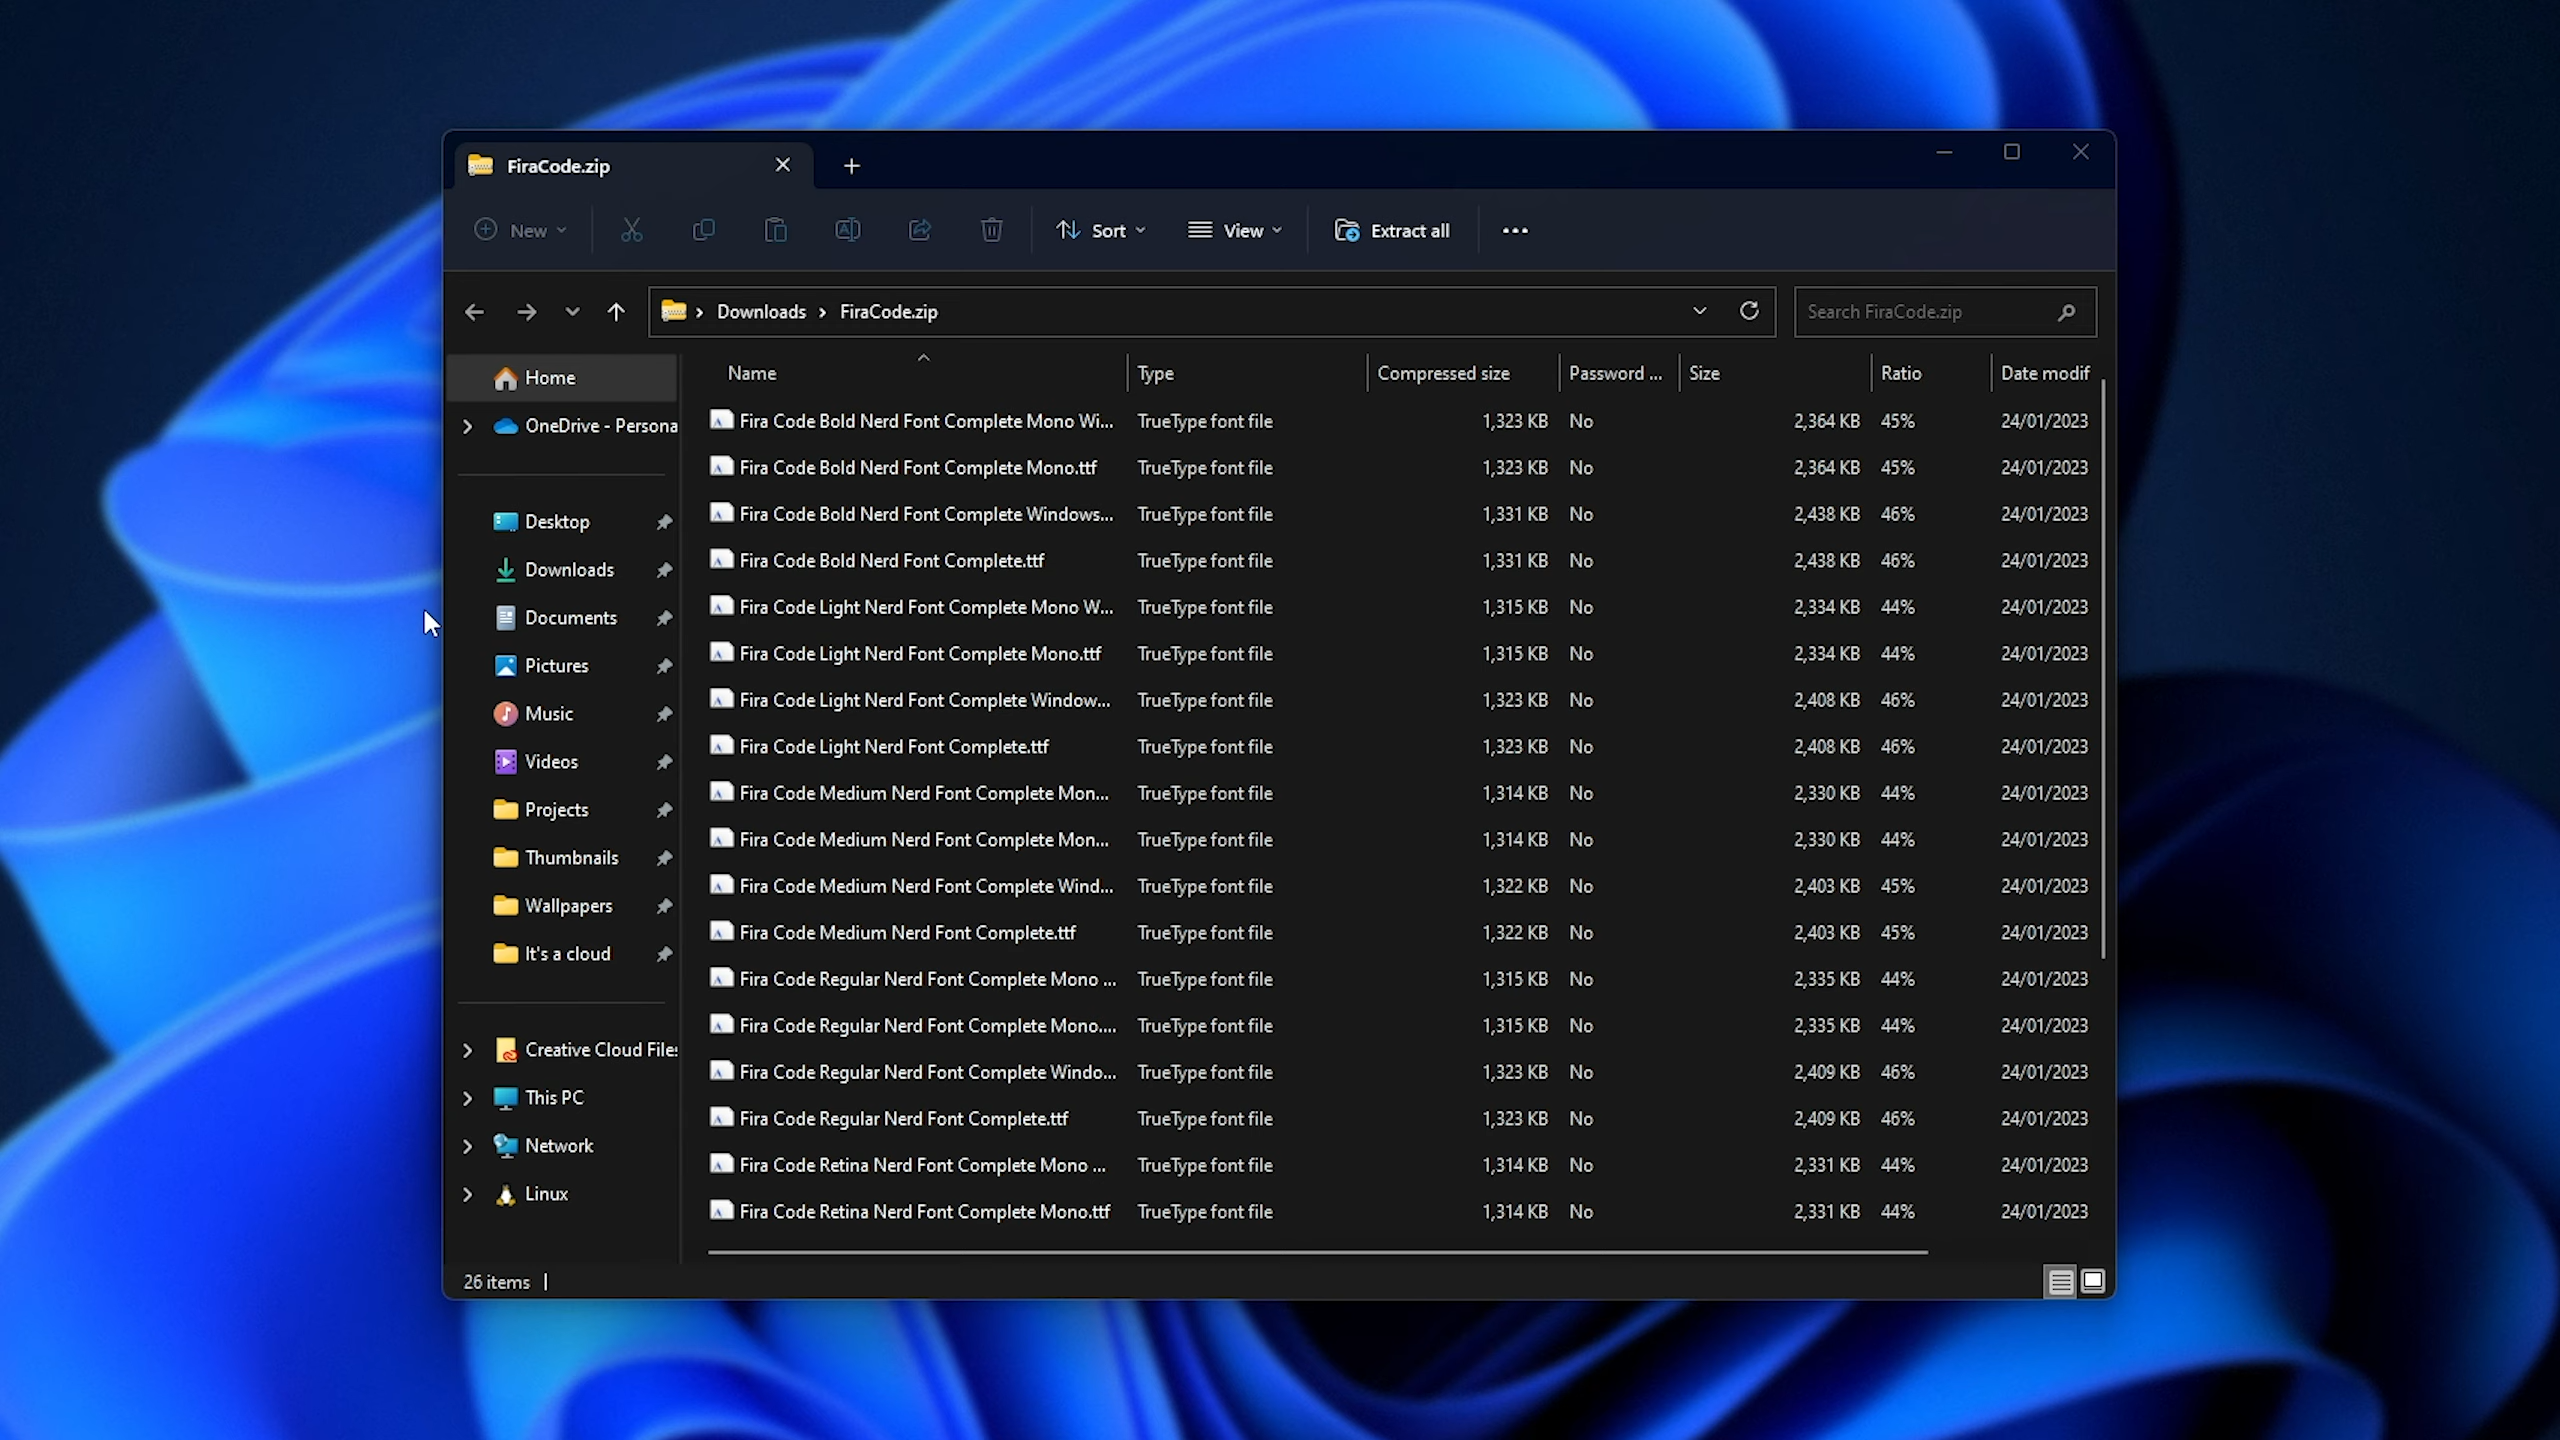 FiraCode.zip
New
Sort
View
Extract all
Downloads
FiraCode.zip
Search FiraCode.zip
Home
OneDrive - Persona
Desktop
Downloads
Documents
Pictures
Music
Videos
Projects
Thumbnails
Wallpapers
It's a cloud
Creative Cloud Files
This PC
Network
Linux
Name Type Compressed size Password ... Size Ratio Date modif
Fira Code Bold Nerd Font Complete Mono Wi... TrueType font file 1,323 KB No 2,364 KB 45% 24/01/2023
Fira Code Bold Nerd Font Complete Mono.ttf TrueType font file 1,323 KB No 2,364 KB 45% 24/01/2023
Fira Code Bold Nerd Font Complete Windows... TrueType font file 1,331 KB No 2,438 KB 46% 24/01/2023
Fira Code Bold Nerd Font Complete.ttf TrueType font file 1,331 KB No 2,438 KB 46% 24/01/2023
Fira Code Light Nerd Font Complete Mono W... TrueType font file 1,315 KB No 2,334 KB 44% 24/01/2023
Fira Code Light Nerd Font Complete Mono.ttf TrueType font file 1,315 KB No 2,334 KB 44% 24/01/2023
Fira Code Light Nerd Font Complete Window... TrueType font file 1,323 KB No 2,408 KB 46% 24/01/2023
Fira Code Light Nerd Font Complete.ttf TrueType font file 1,323 KB No 2,408 KB 46% 24/01/2023
Fira Code Medium Nerd Font Complete Mon... TrueType font file 1,314 KB No 2,330 KB 44% 24/01/2023
Fira Code Medium Nerd Font Complete Mon... TrueType font file 1,314 KB No 2,330 KB 44% 24/01/2023
Fira Code Medium Nerd Font Complete Wind... TrueType font file 1,322 KB No 2,403 KB 45% 24/01/2023
Fira Code Medium Nerd Font Complete.ttf TrueType font file 1,322 KB No 2,403 KB 45% 24/01/2023
Fira Code Regular Nerd Font Complete Mono ... TrueType font file 1,315 KB No 2,335 KB 44% 24/01/2023
Fira Code Regular Nerd Font Complete Mono.... TrueType font file 1,315 KB No 2,335 KB 44% 24/01/2023
Fira Code Regular Nerd Font Complete Windo... TrueType font file 1,323 KB No 2,409 KB 46% 24/01/2023
Fira Code Regular Nerd Font Complete.ttf TrueType font file 1,323 KB No 2,409 KB 46% 24/01/2023
Fira Code Retina Nerd Font Complete Mono ... TrueType font file 1,314 KB No 2,331 KB 44% 24/01/2023
Fira Code Retina Nerd Font Complete Mono.ttf TrueType font file 1,314 KB No 2,331 KB 44% 24/01/2023
26 items